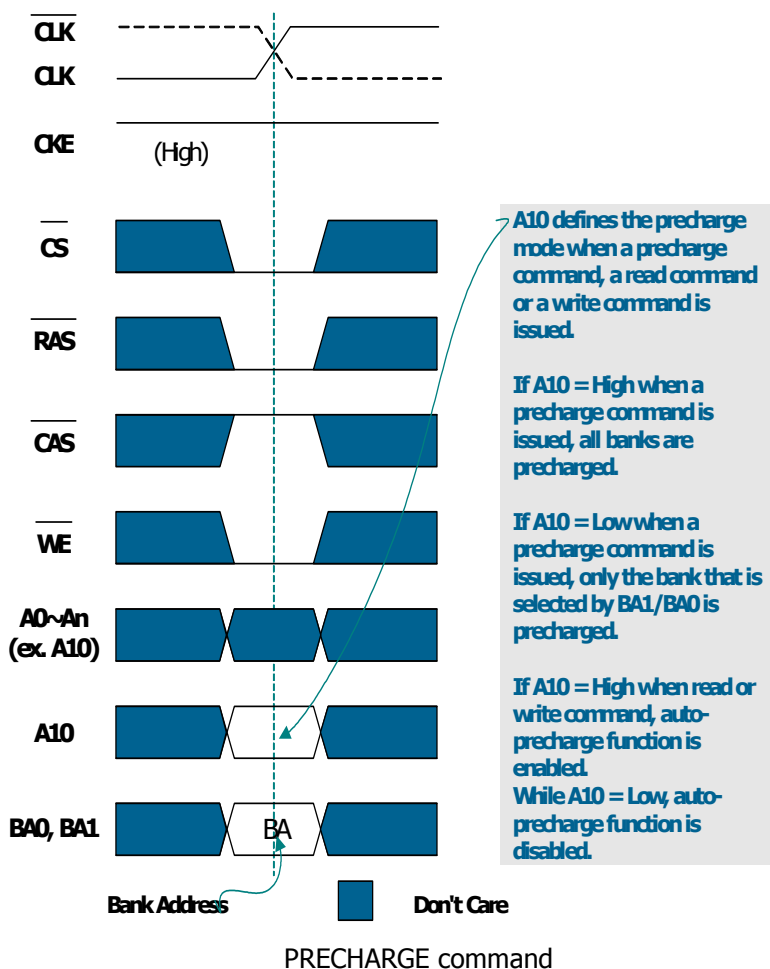 CLK
CLK
CKE
(High)
CS
RAS
CAS
WE
A0~An
(ex. A10)
A10
BA0, BA1
BA
A10 defines the precharge
mode when a precharge
command, a read command
or a write command is
issued.
If A10 = High when a
precharge command is
issued, all banks are
precharged.
If A10 = Low when a
precharge command is
issued, only the bank that is
selected by BA1/BA0 is
precharged.
If A10 = High when read or
write command, auto-
precharge function is
enabled.
While A10 = Low, auto-
precharge function is
disabled.
Bank Address
Don't Care
PRECHARGE command